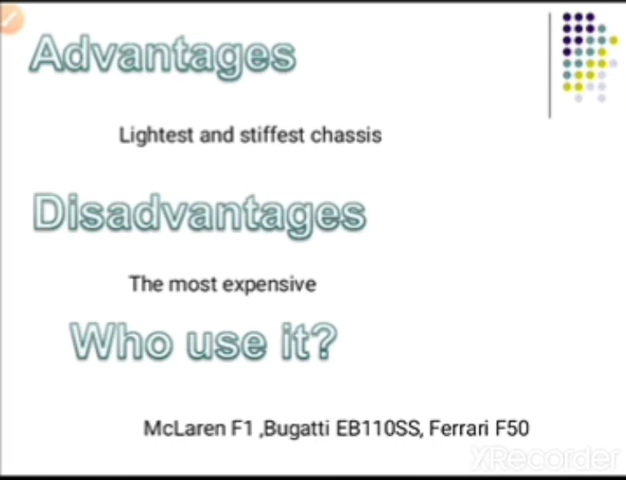 Advantages
Lightest and stiffest chassis
Disadvantages
The most expensive
Who use it?
McLaren F1 ,Bugatti EB110SS, Ferrari F50
XRecorder